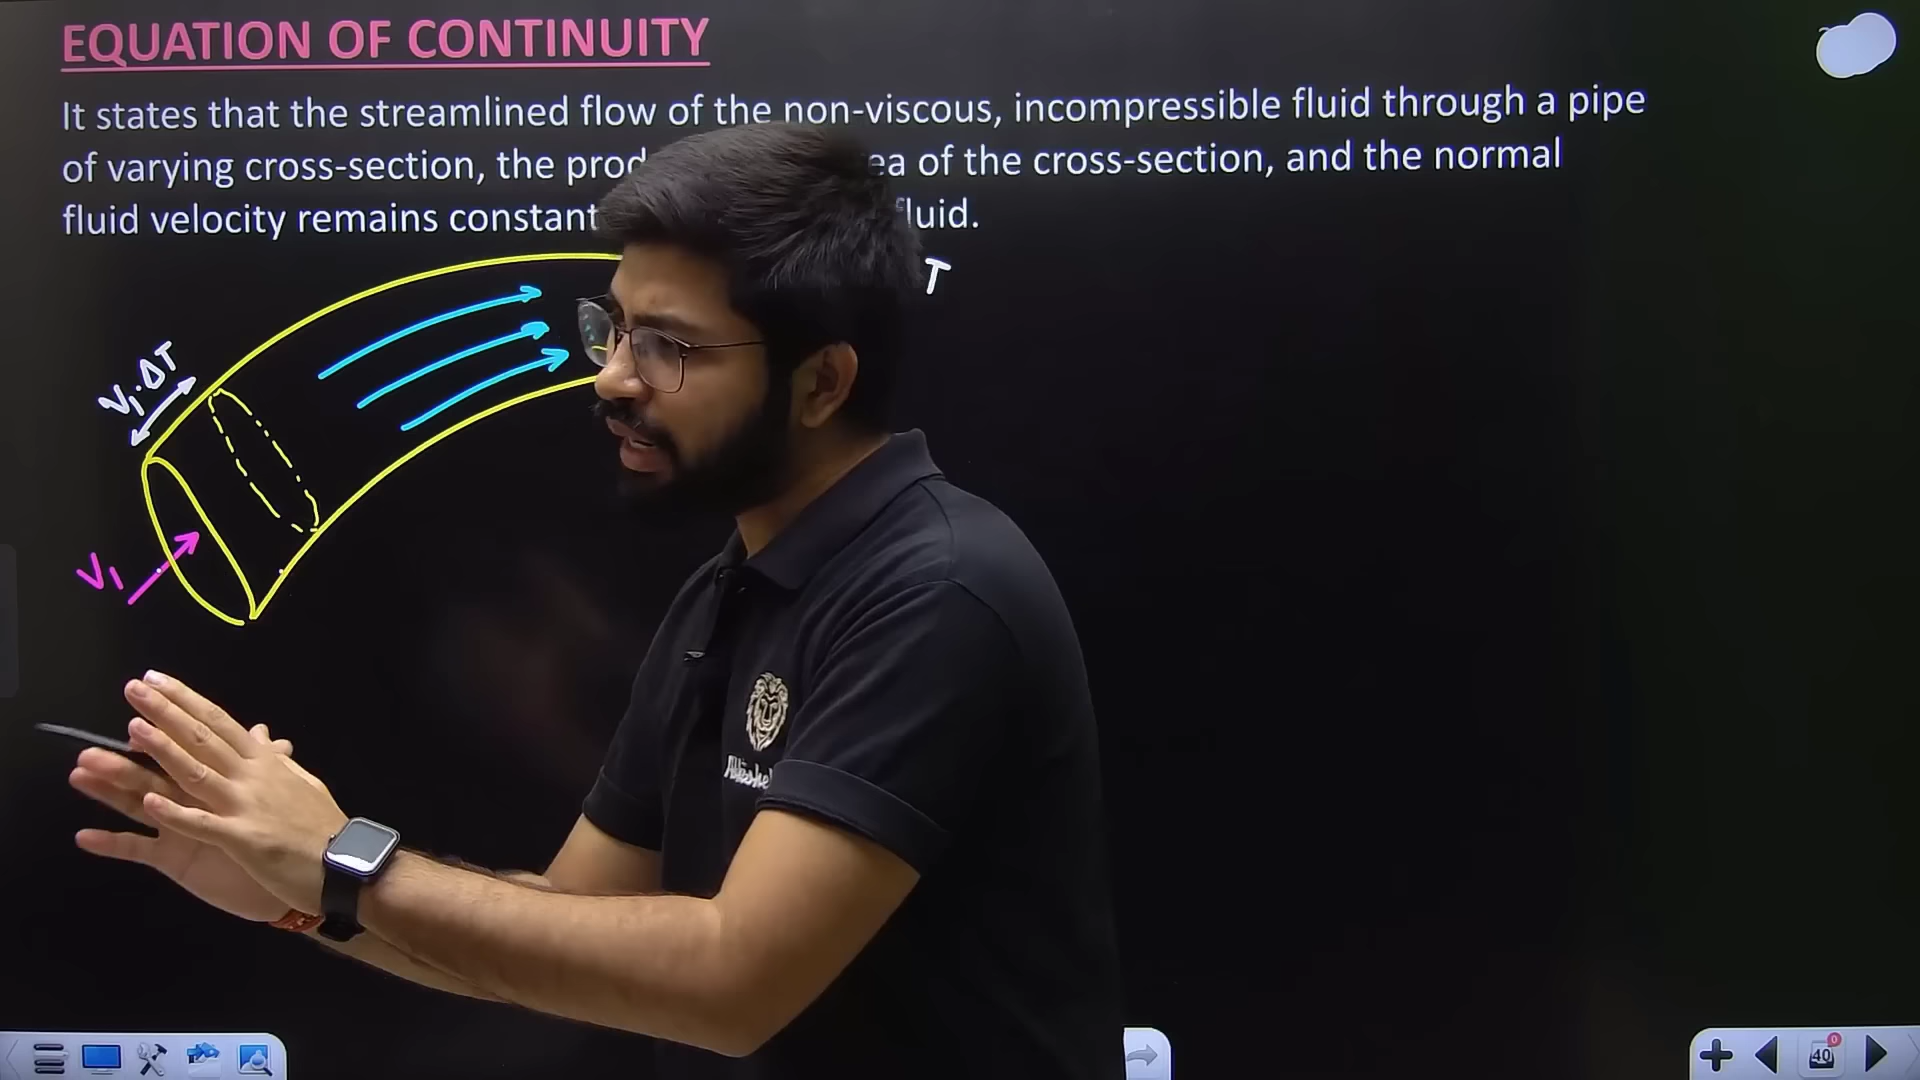 EQUATION OF CONTINUITY
It states that the streamlined flow of the non-viscous, incompressible fluid through a pipe
of varying cross-section, the prod ea of the cross-section, and the normal
fluid velocity remains constant fluid.
T
V₁·ΔT
V₁
40
0